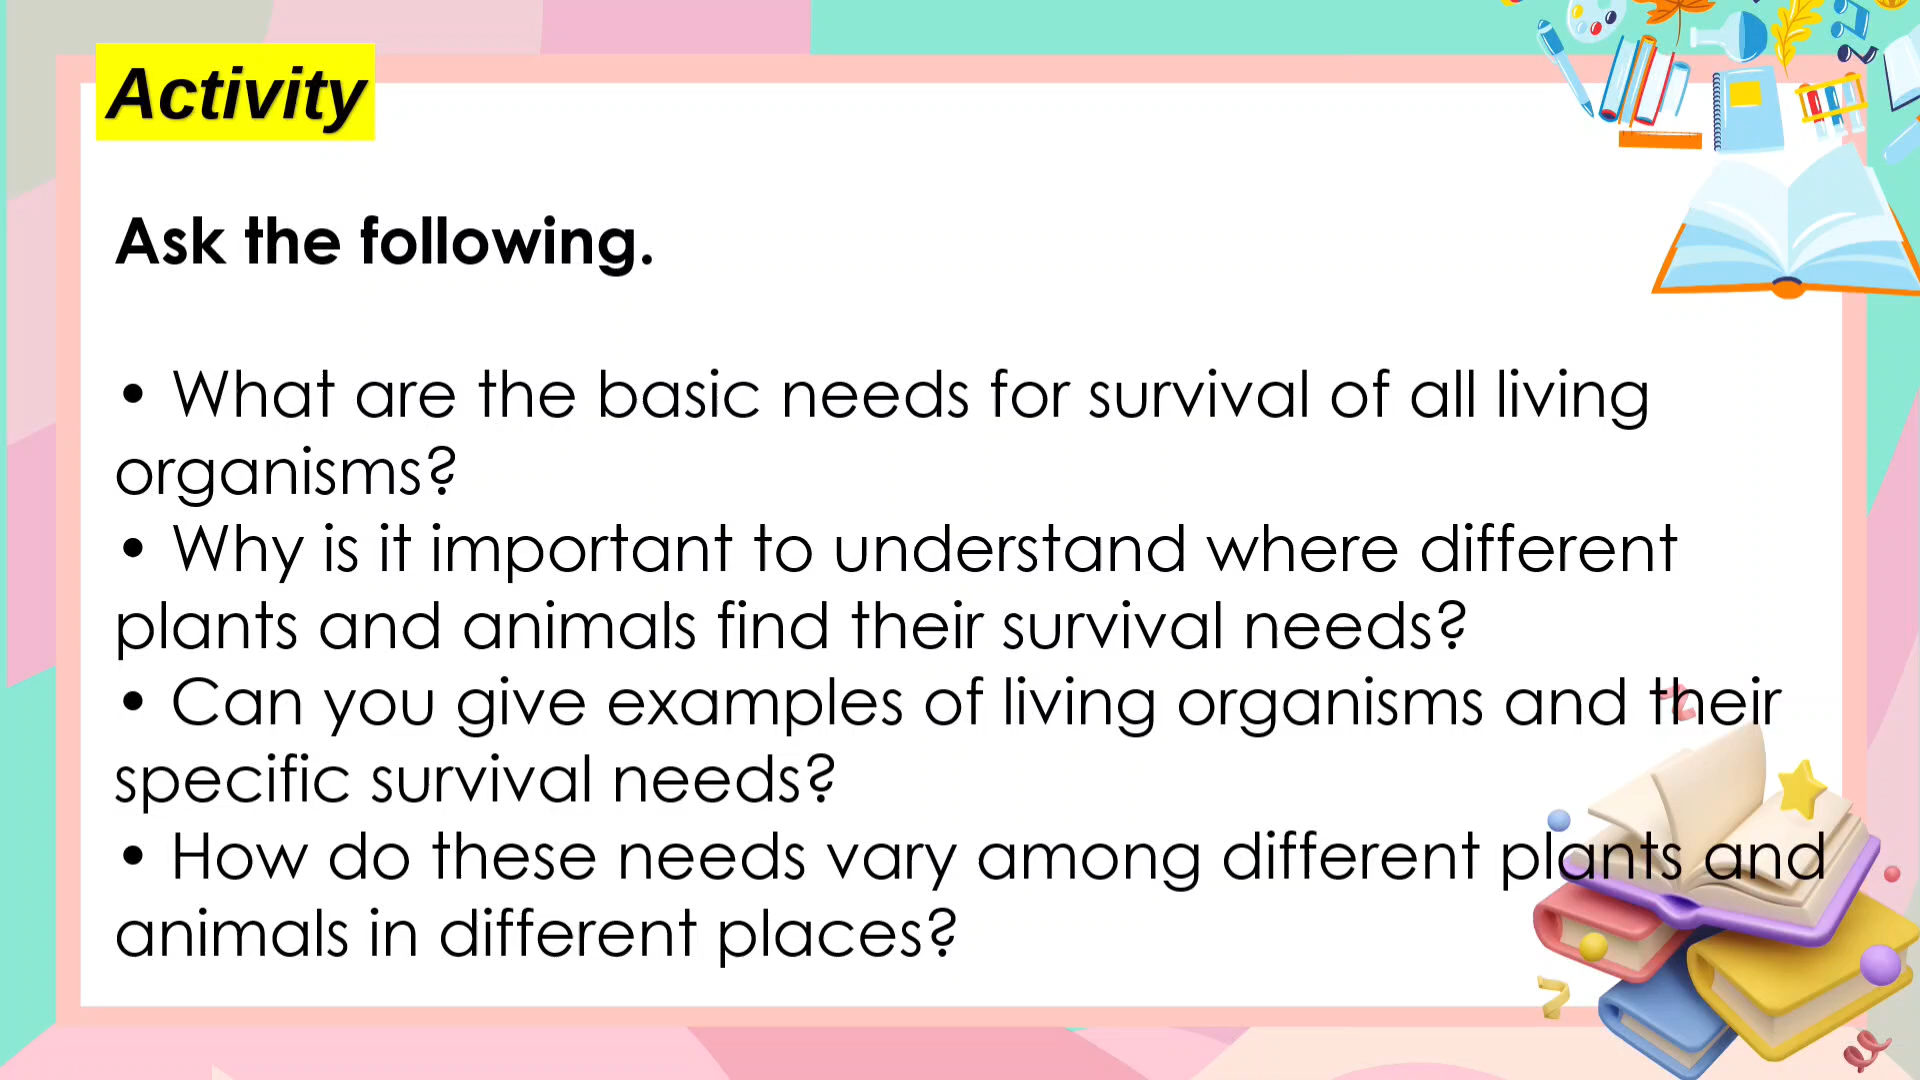 Activity
Ask the following.
• What are the basic needs for survival of all living
organisms?
• Why is it important to understand where different
plants and animals find their survival needs?
• Can you give examples of living organisms and their
specific survival needs?
• How do these needs vary among different plants and
animals in different places?